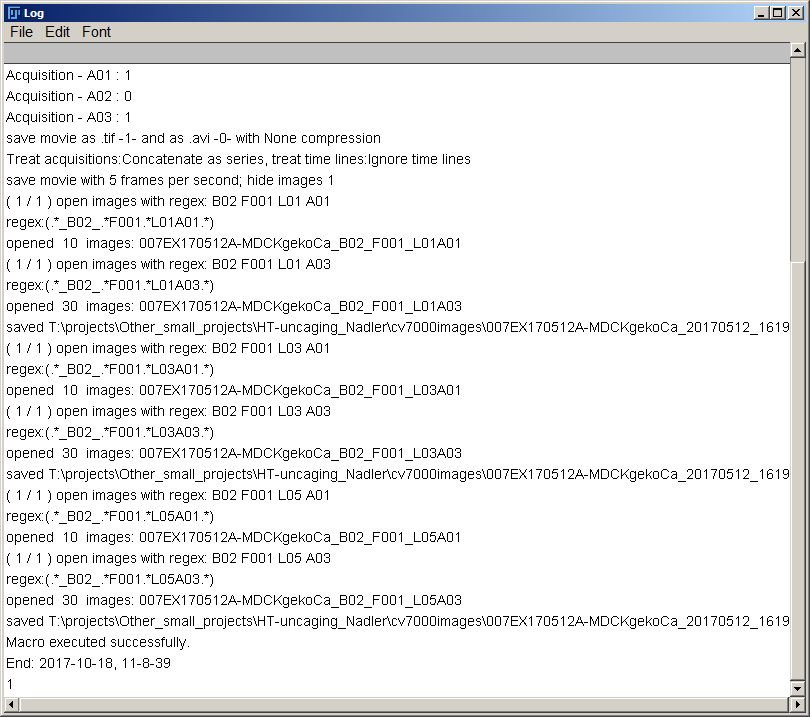 Log
File Edit Font
Acquisition - A01 : 1
Acquisition - A02 : 0
Acquisition - A03 : 1
save movie as .tif -1- and as .avi -0- with None compression
Treat acquisitions:Concatenate as series, treat time lines:Ignore time lines
save movie with 5 frames per second; hide images 1
( 1 / 1 ) open images with regex: B02 F001 L01 A01
regex:(.*_B02_.*F001.*L01A01.*)
opened  10  images: 007EX170512A-MDCKgekoCa_B02_F001_L01A01
( 1 / 1 ) open images with regex: B02 F001 L01 A03
regex:(.*_B02_.*F001.*L01A03.*)
opened  30  images: 007EX170512A-MDCKgekoCa_B02_F001_L01A03
saved T:\projects\Other_small_projects\HT-uncaging_Nadler\cv7000images\007EX170512A-MDCKgekoCa_20170512_1619
( 1 / 1 ) open images with regex: B02 F001 L03 A01
regex:(.*_B02_.*F001.*L03A01.*)
opened  10  images: 007EX170512A-MDCKgekoCa_B02_F001_L03A01
( 1 / 1 ) open images with regex: B02 F001 L03 A03
regex:(.*_B02_.*F001.*L03A03.*)
opened  30  images: 007EX170512A-MDCKgekoCa_B02_F001_L03A03
saved T:\projects\Other_small_projects\HT-uncaging_Nadler\cv7000images\007EX170512A-MDCKgekoCa_20170512_1619
( 1 / 1 ) open images with regex: B02 F001 L05 A01
regex:(.*_B02_.*F001.*L05A01.*)
opened  10  images: 007EX170512A-MDCKgekoCa_B02_F001_L05A01
( 1 / 1 ) open images with regex: B02 F001 L05 A03
regex:(.*_B02_.*F001.*L05A03.*)
opened  30  images: 007EX170512A-MDCKgekoCa_B02_F001_L05A03
saved T:\projects\Other_small_projects\HT-uncaging_Nadler\cv7000images\007EX170512A-MDCKgekoCa_20170512_1619
Macro executed successfully.
End: 2017-10-18, 11-8-39
1